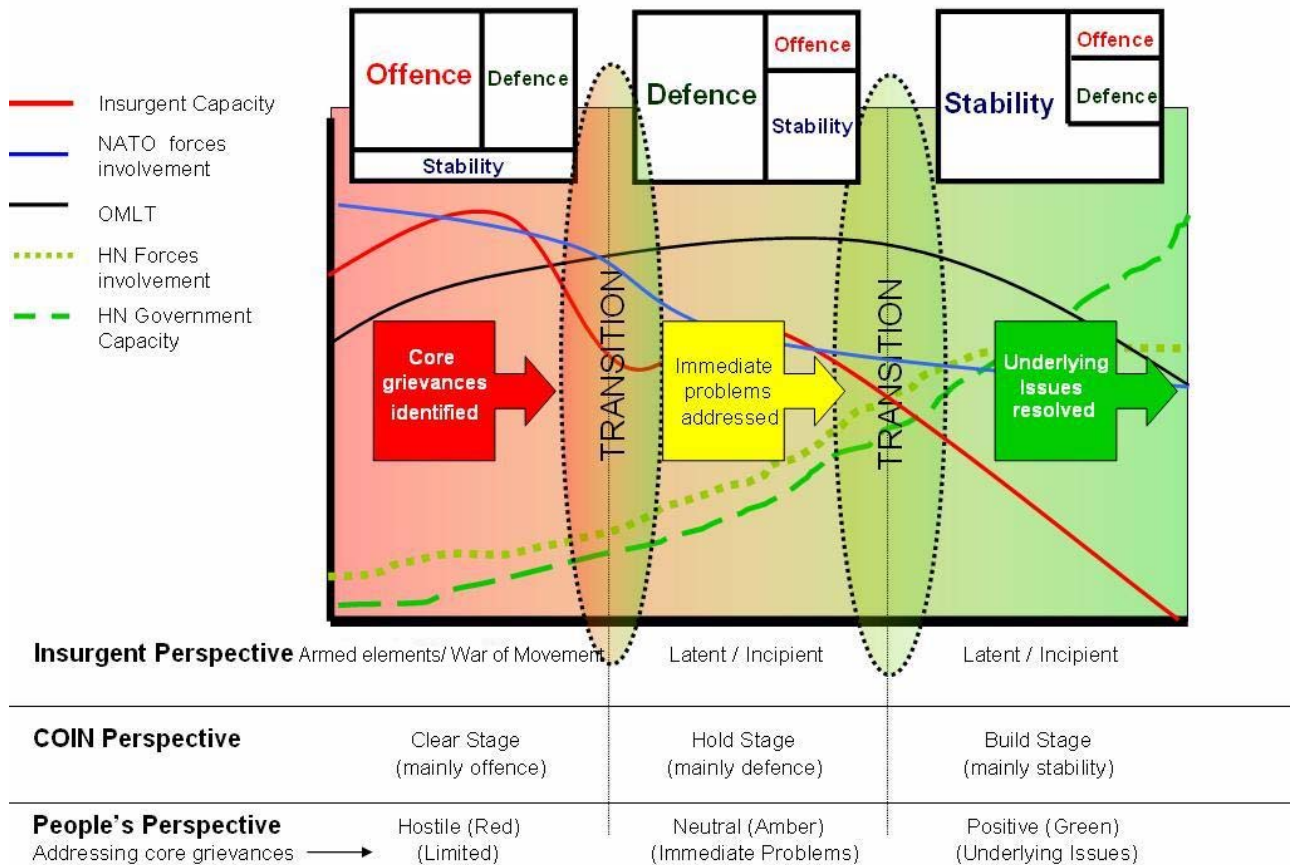 Offence
Defence
Stability
Defence
Offence
Stability
Stability
Offence
Defence
Insurgent Capacity
NATO forces
involvement
OMLT
HN Forces
involvement
HN Government
Capacity
Core
grievances
identified
TRANSITION
Immediate
problems
addressed
TRANSITION
Underlying
Issues
resolved
Insurgent Perspective Armed elements/ War of Movement Latent / Incipient Latent / Incipient
COIN Perspective Clear Stage Hold Stage Build Stage
(mainly offence) (mainly defence) (mainly stability)
People's Perspective Hostile (Red) Neutral (Amber) Positive (Green)
Addressing core grievances (Limited) (Immediate Problems) (Underlying Issues)